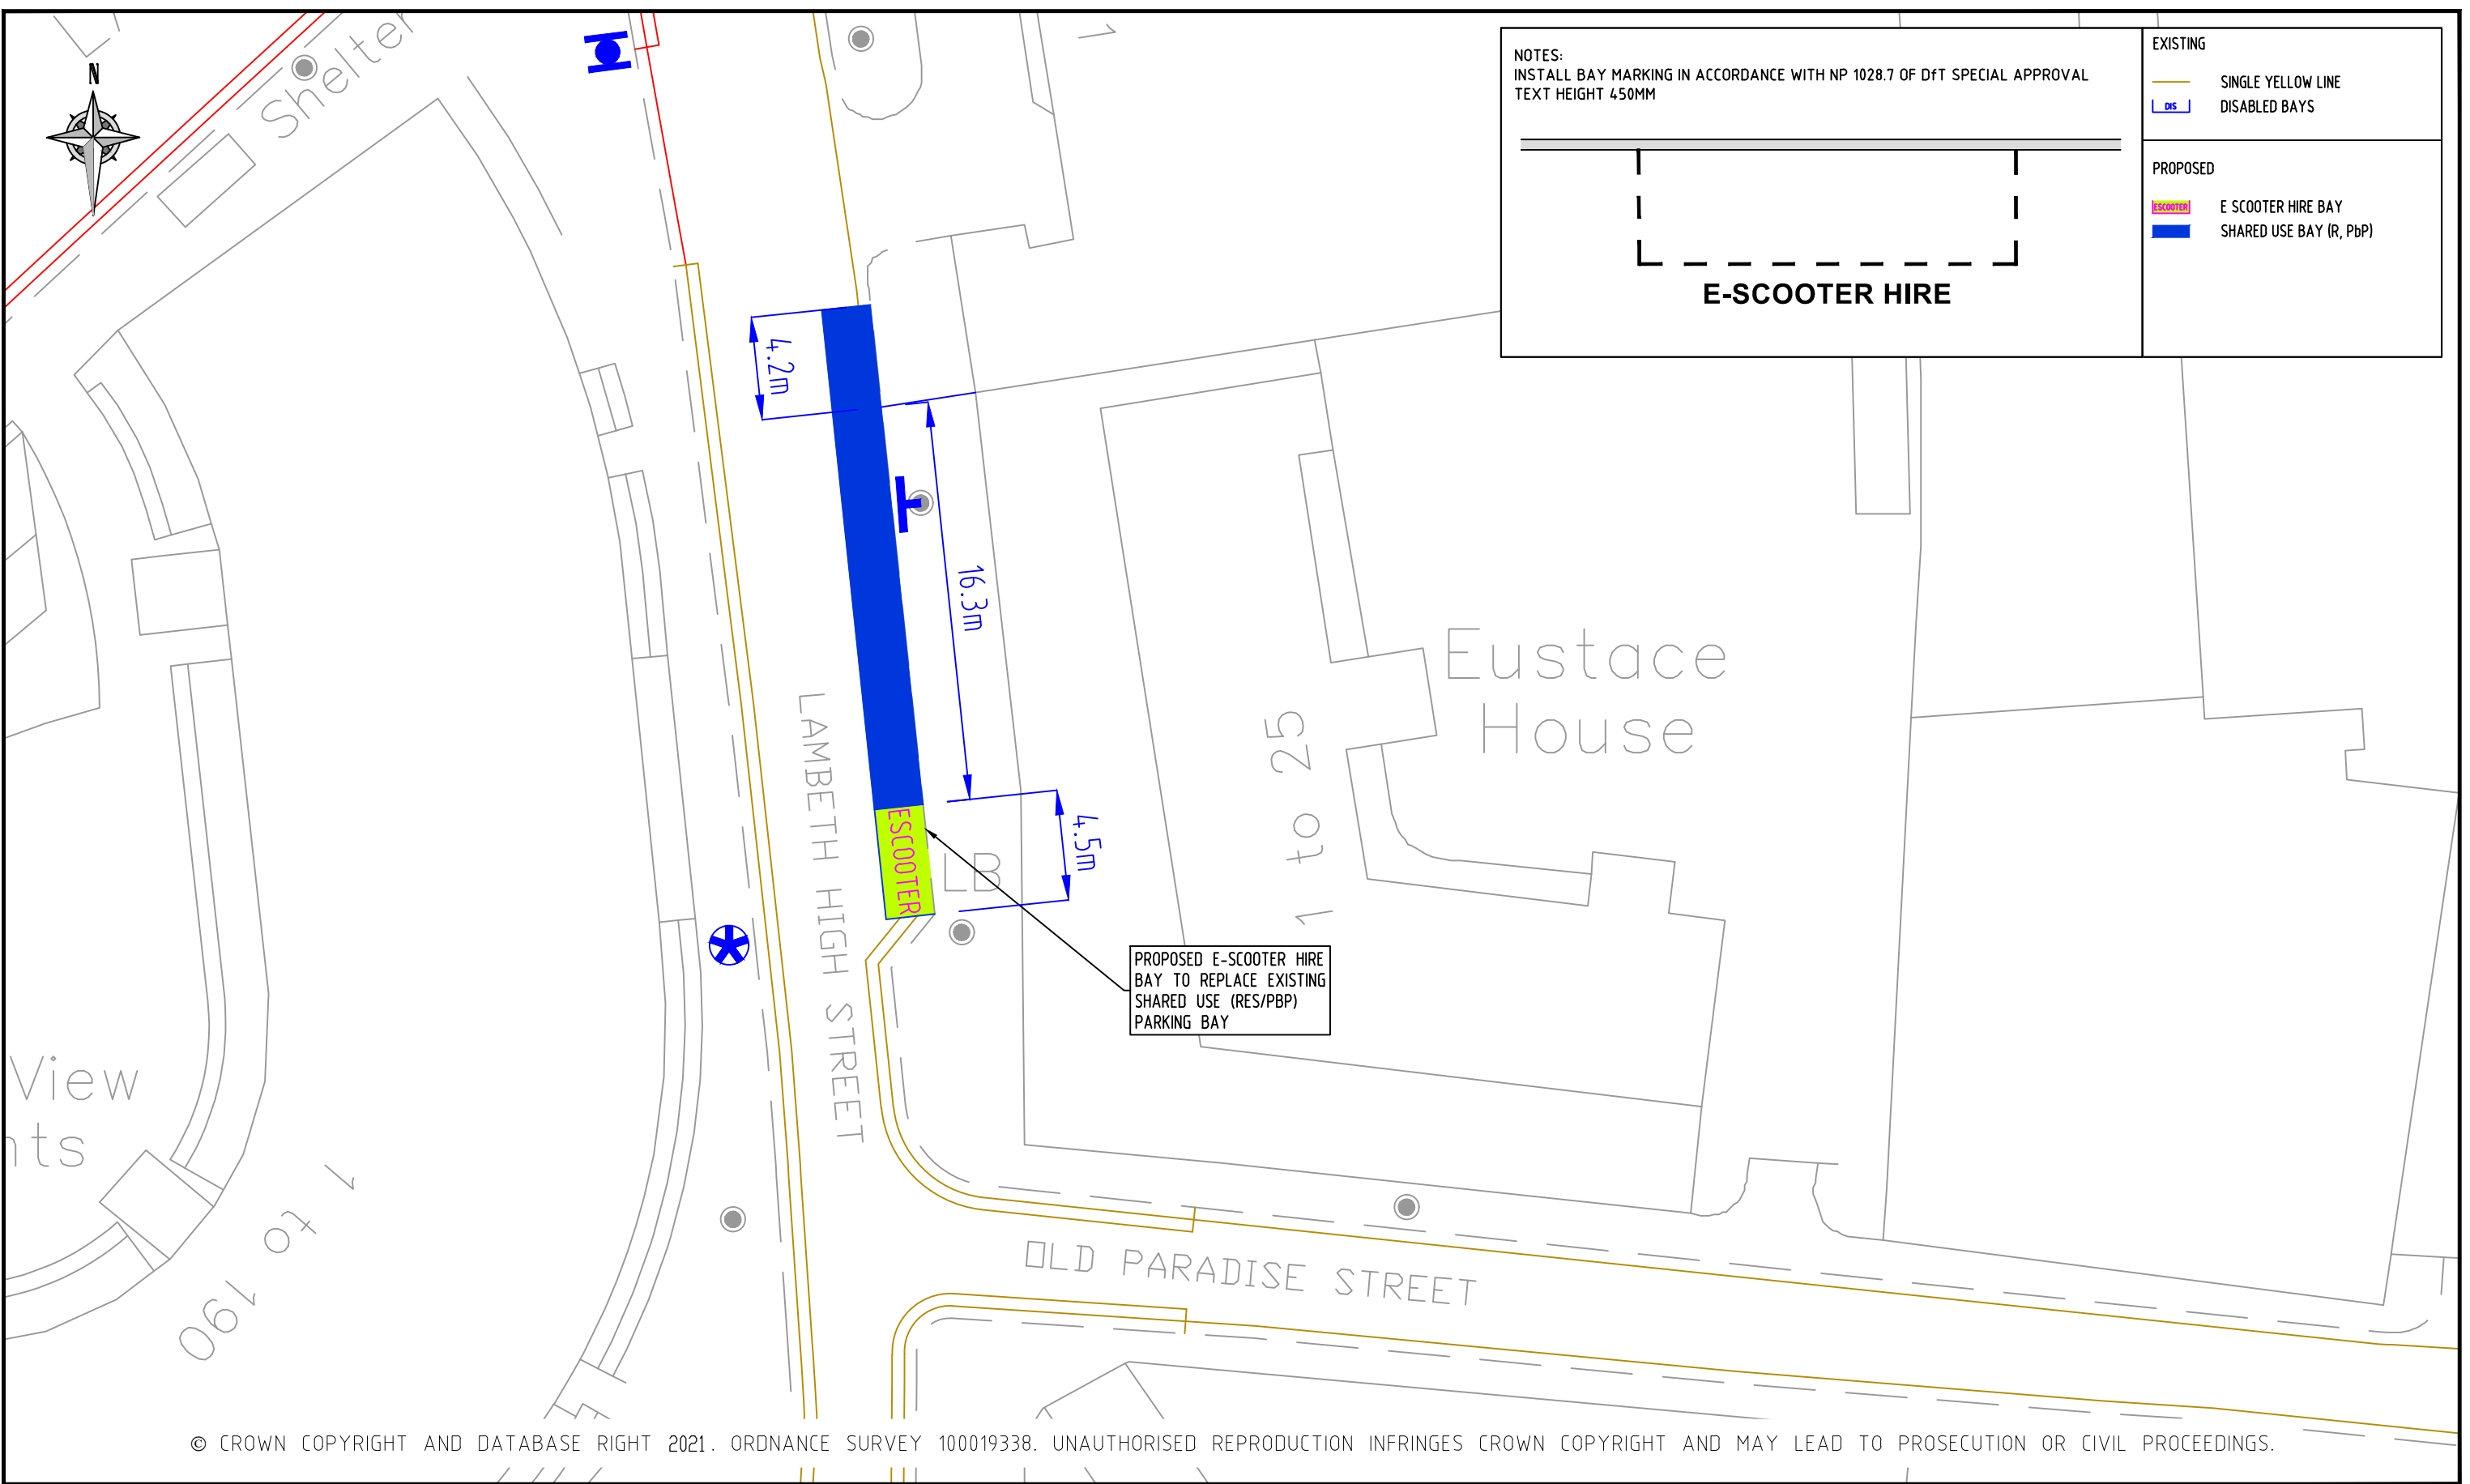 N
Shelter
1
NOTES:
INSTALL BAY MARKING IN ACCORDANCE WITH NP 1028.7 OF DfT SPECIAL APPROVAL
TEXT HEIGHT 450MM
E-SCOOTER HIRE
EXISTING
SINGLE YELLOW LINE
DIS DISABLED BAYS
PROPOSED
ESCOOTER E SCOOTER HIRE BAY
SHARED USE BAY (R, PbP)
4.2m
16.3m
4.5m
ESCOOTER
LB
LAMBETH HIGH STREET
Eustace
House
1 to 25
PROPOSED E-SCOOTER HIRE
BAY TO REPLACE EXISTING
SHARED USE (RES/PBP)
PARKING BAY
View
nts
1 to 190
OLD PARADISE STREET
© CROWN COPYRIGHT AND DATABASE RIGHT 2021. ORDNANCE SURVEY 100019338. UNAUTHORISED REPRODUCTION INFRINGES CROWN COPYRIGHT AND MAY LEAD TO PROSECUTION OR CIVIL PROCEEDINGS.